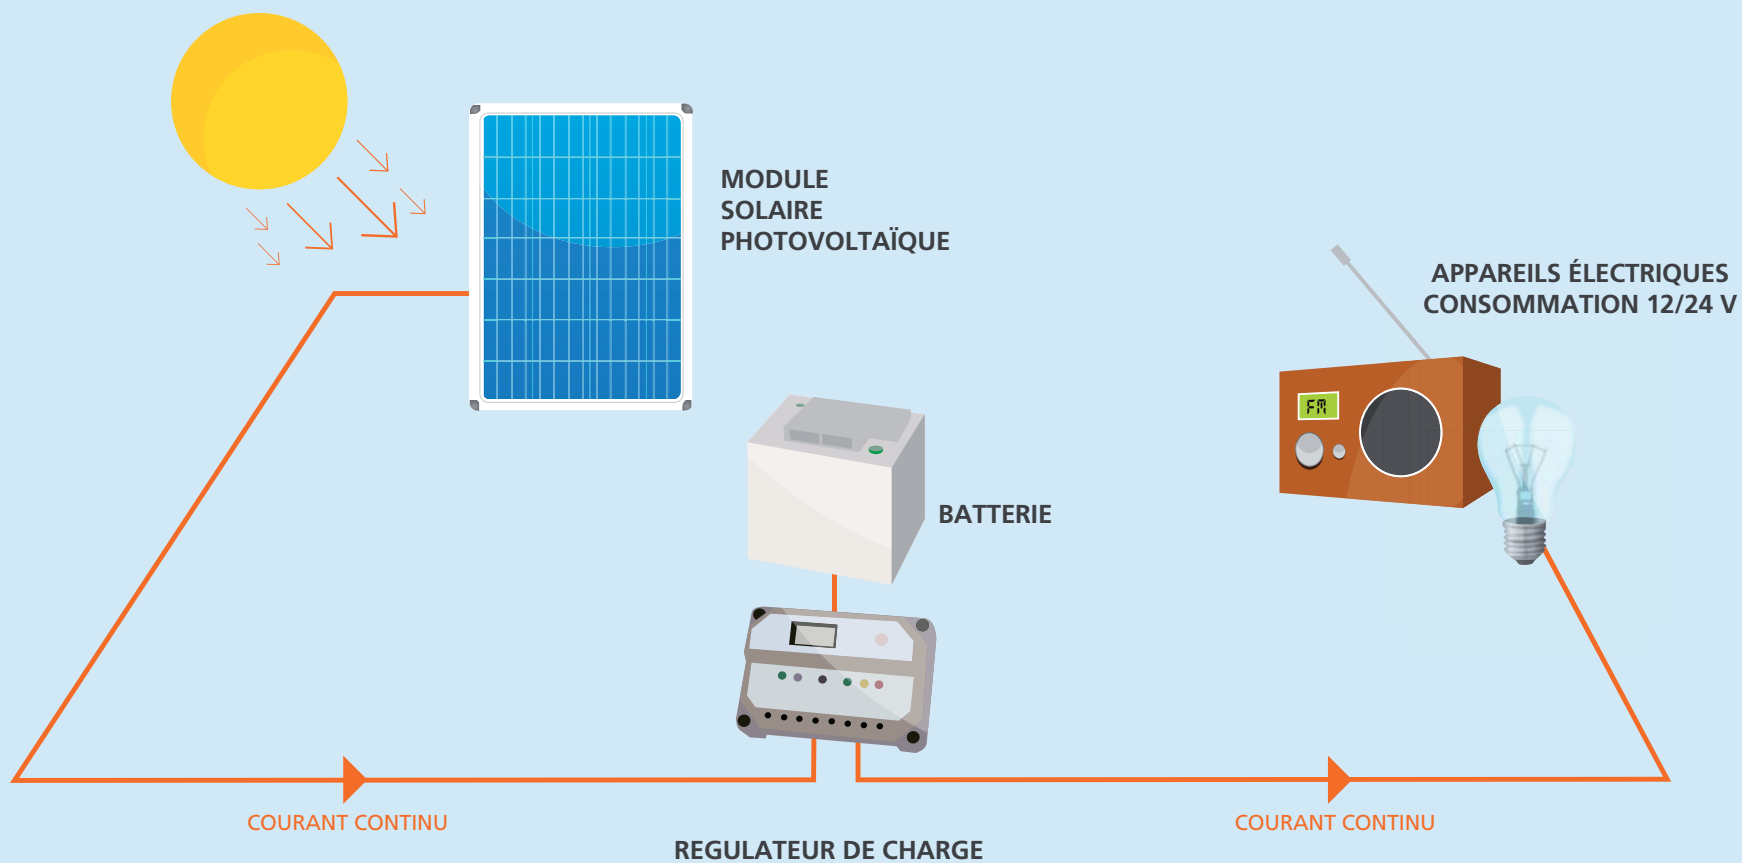 MODULE
SOLAIRE
PHOTOVOLTAÏQUE
APPAREILS ÉLECTRIQUES
CONSOMMATION 12/24 V
FM
BATTERIE
COURANT CONTINU
COURANT CONTINU
REGULATEUR DE CHARGE